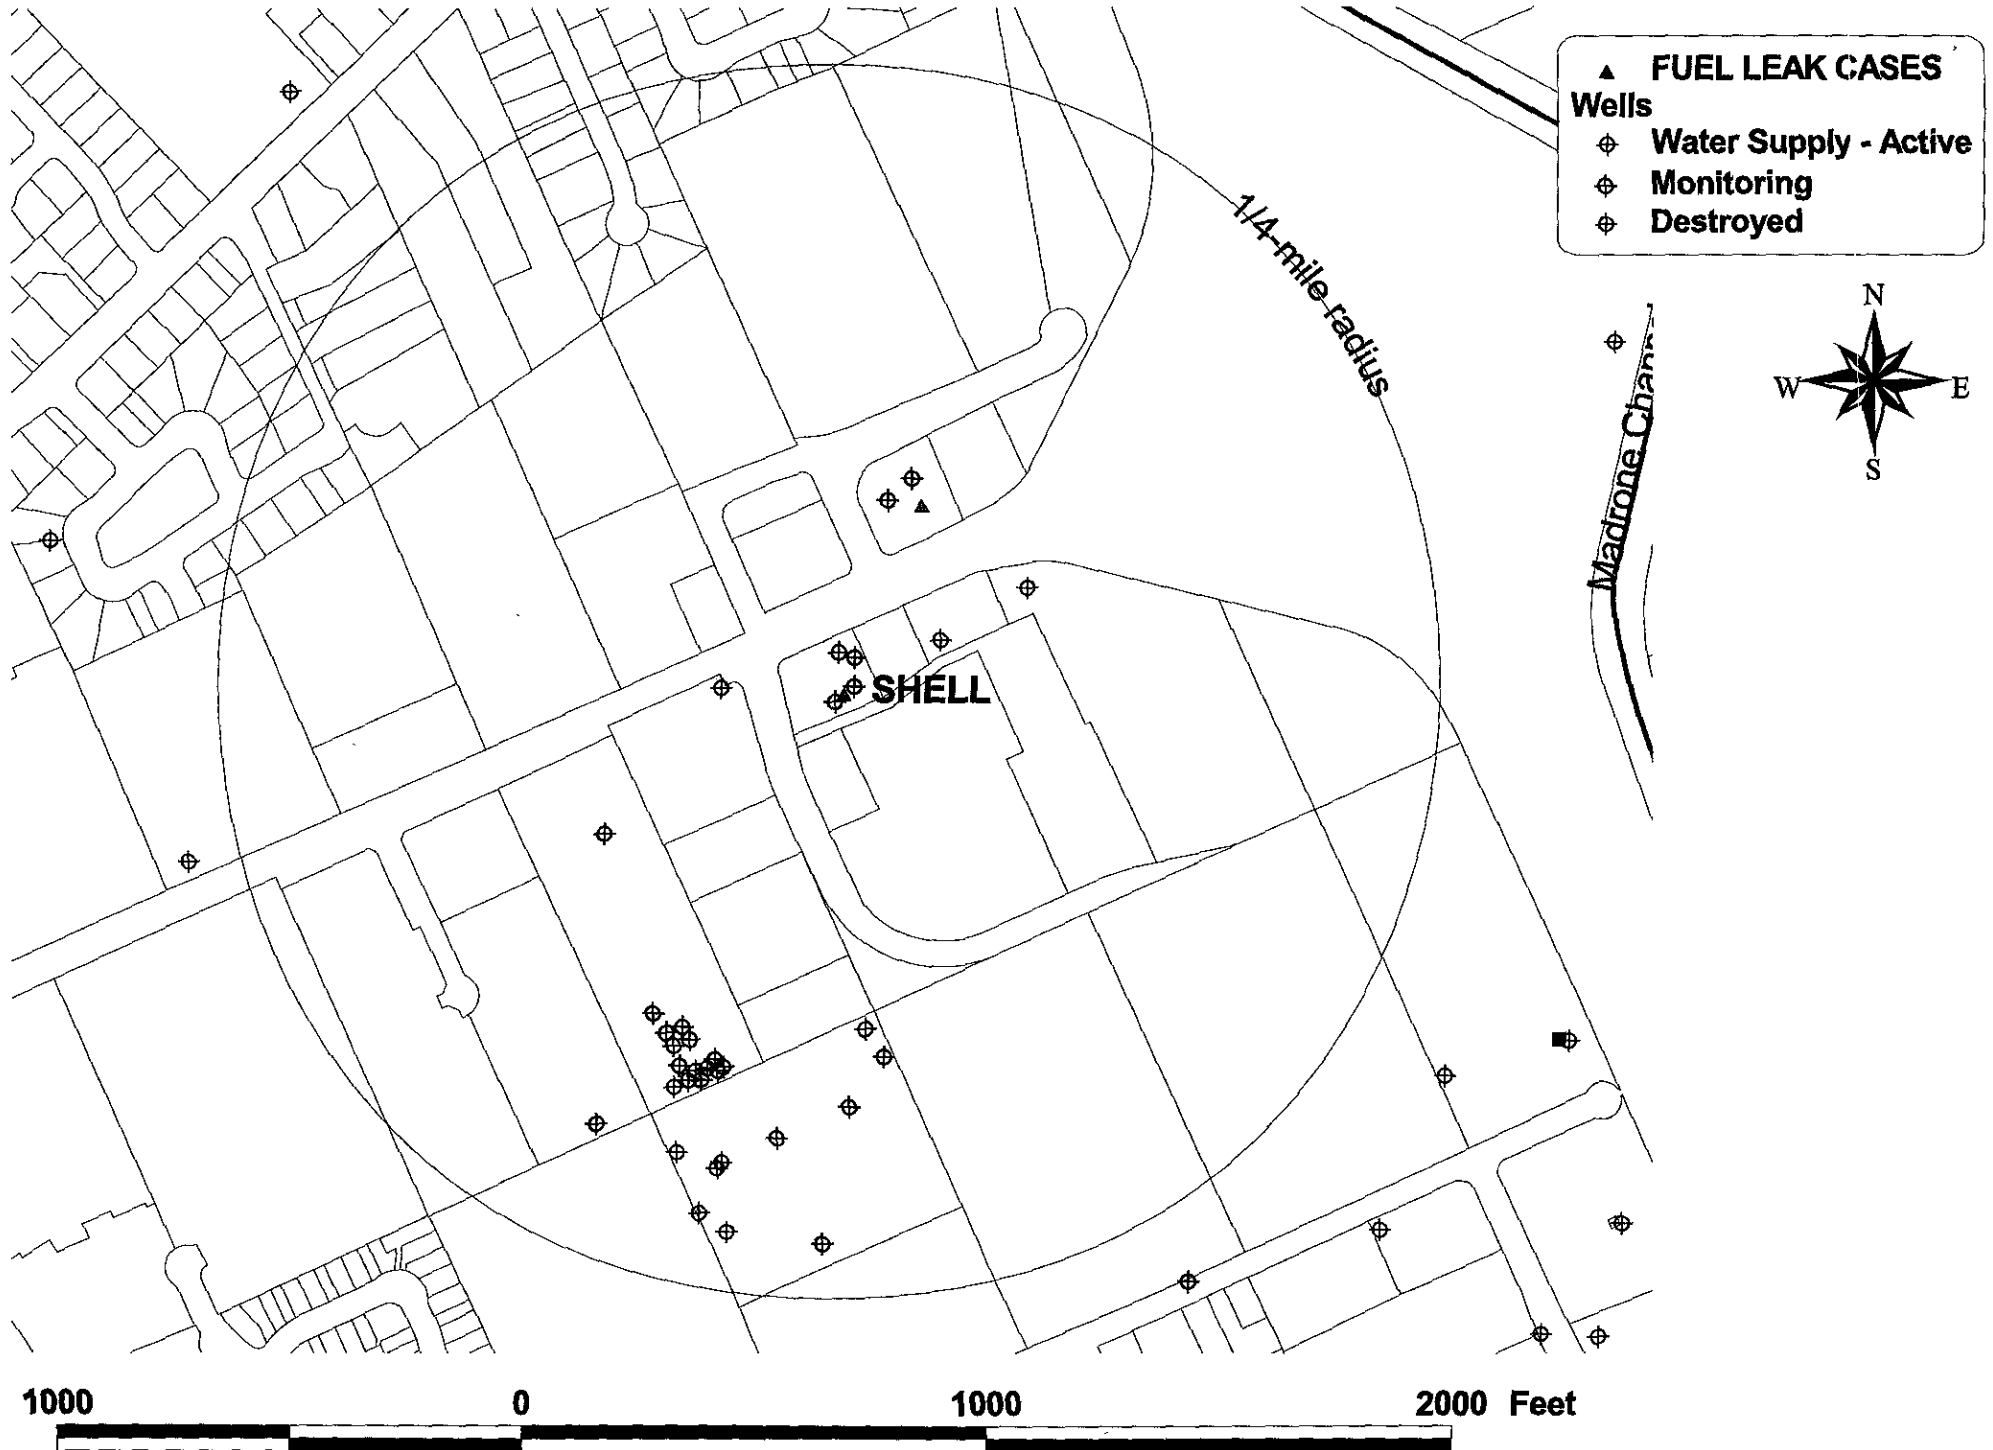 FUEL LEAK CASES
Wells
Water Supply - Active
Monitoring
Destroyed
1/4-mile radius
N
W E
S
Madrone Chann
SHELL
1000 0 1000 2000 Feet